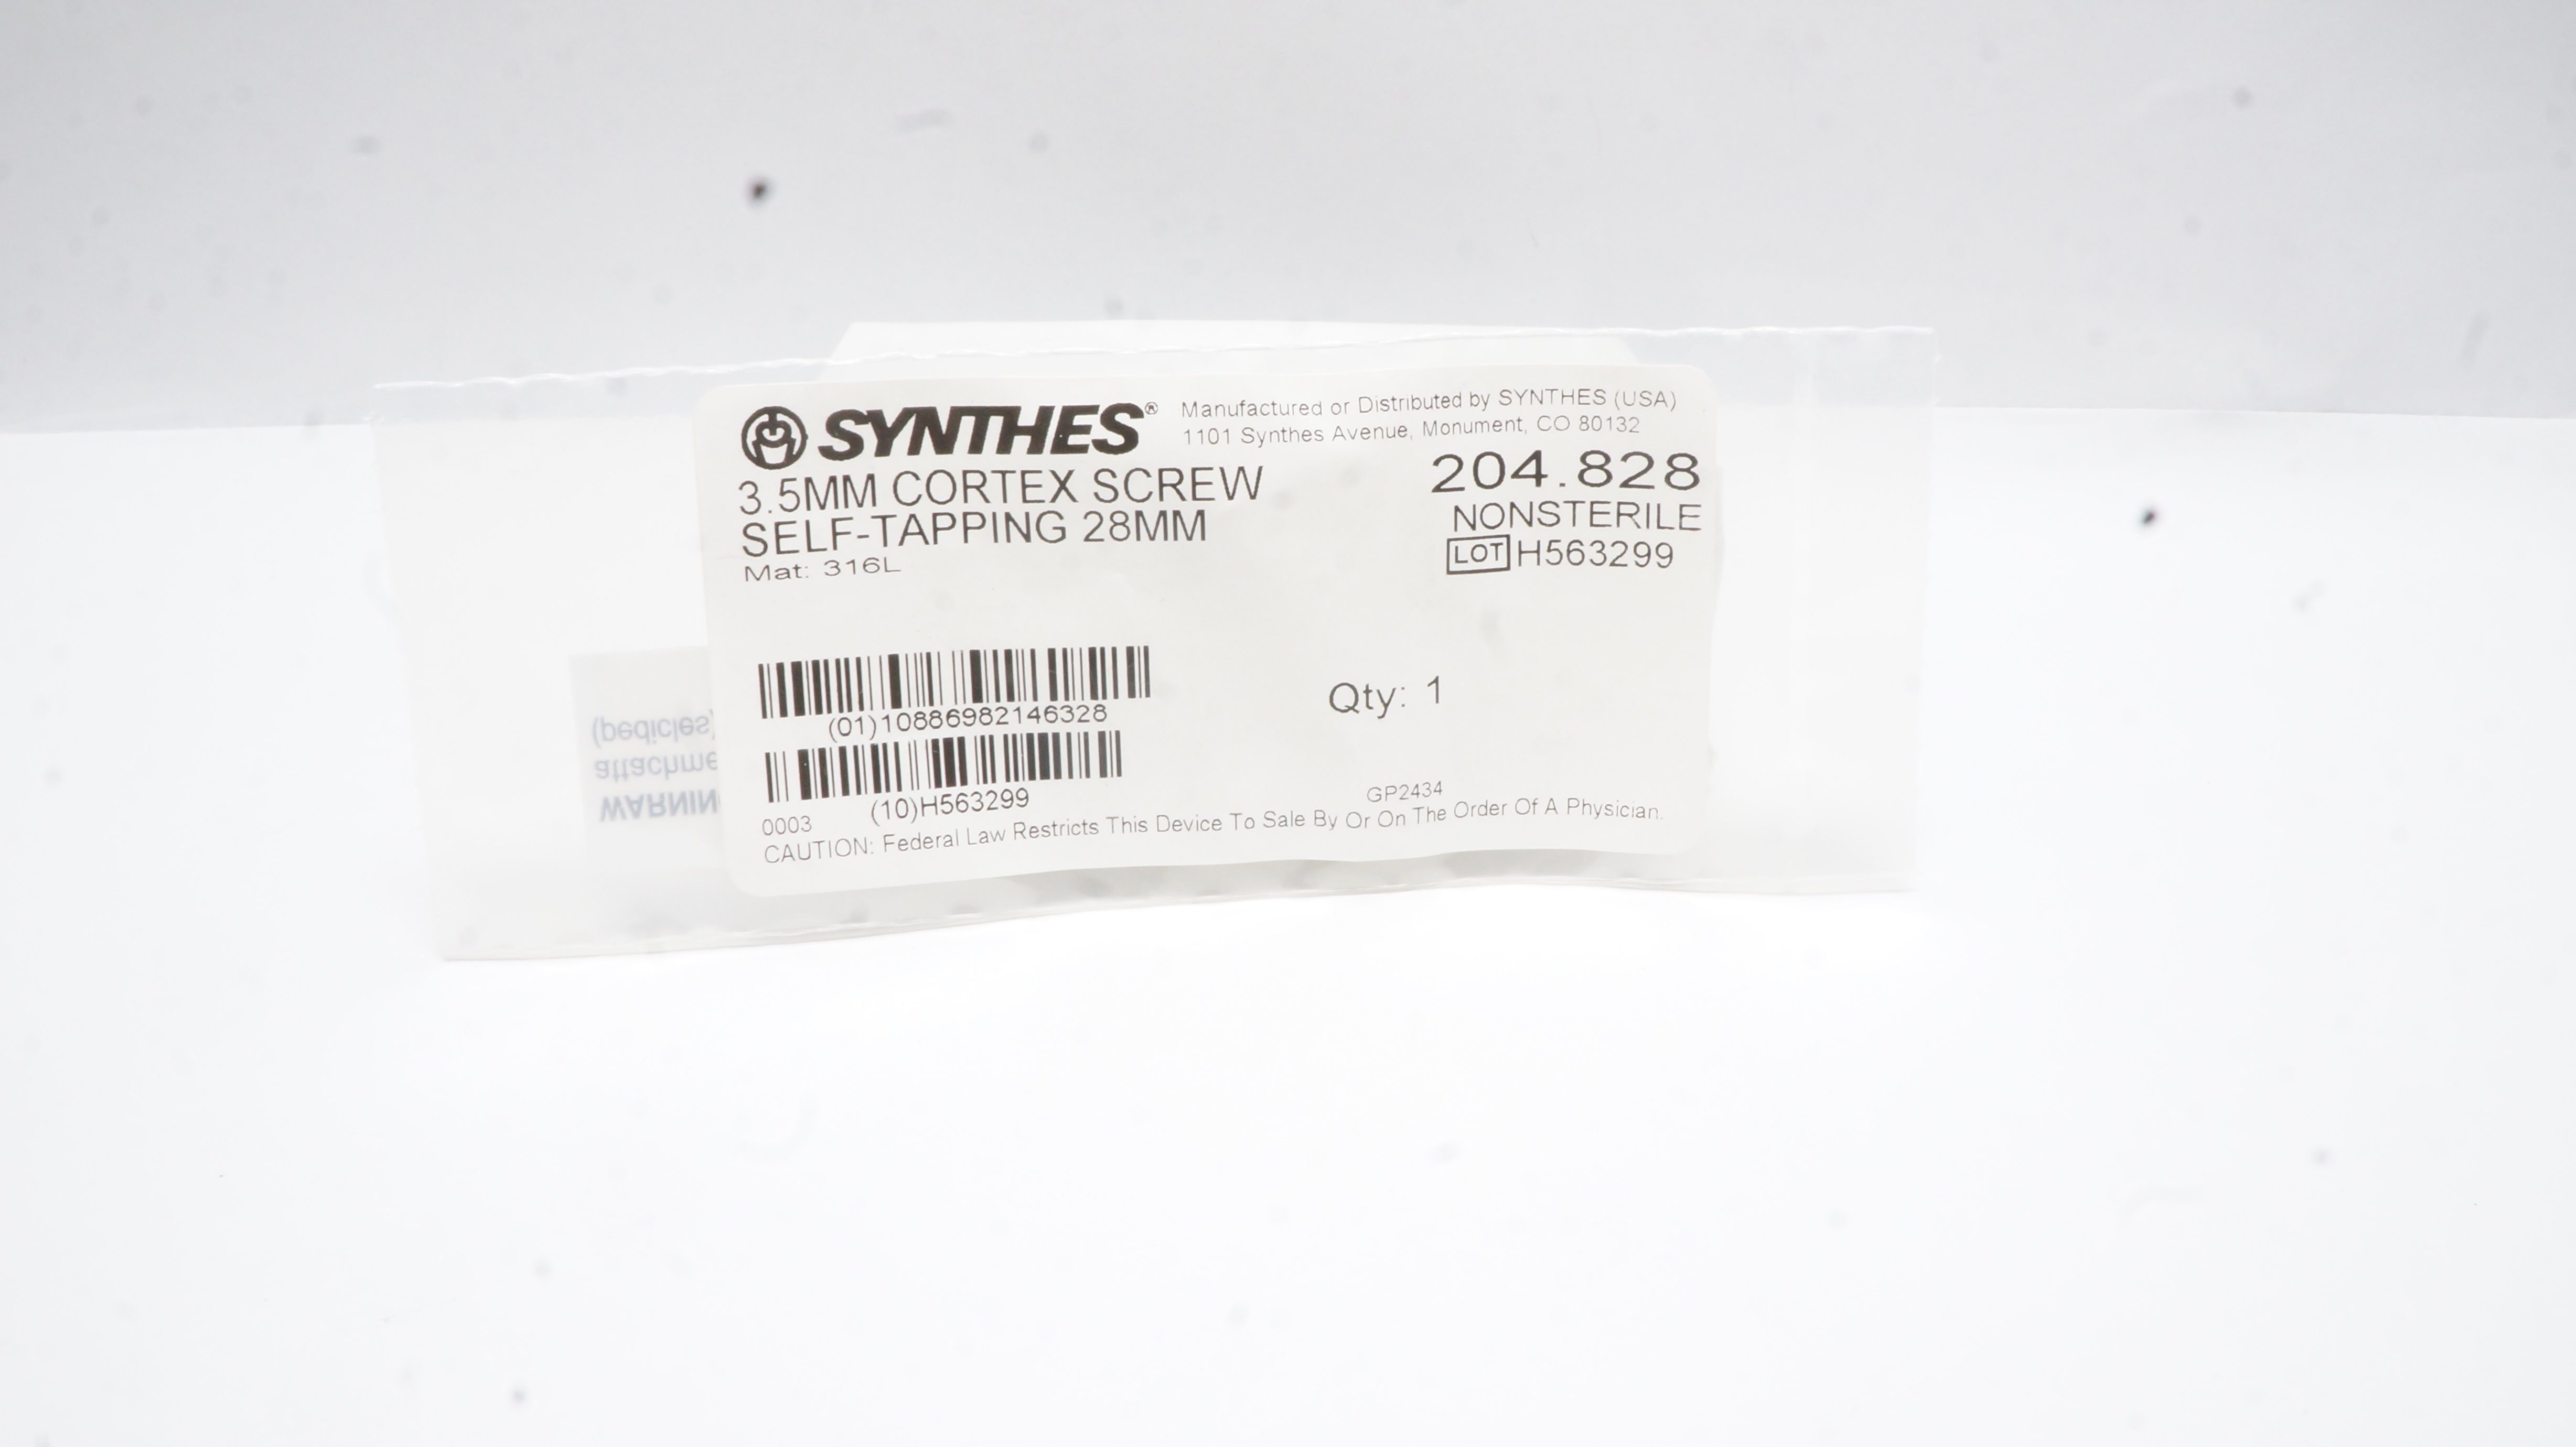 SYNTHES® Manufactured or Distributed by SYNTHES (USA)
1101 Synthes Avenue, Monument, CO 80132
3.5MM CORTEX SCREW
SELF-TAPPING 28MM
Mat: 316L
204.828
NONSTERILE
LOT H563299
(01)10886982146328
Qty: 1
(10)H563299
GP2434
0003
CAUTION: Federal Law Restricts This Device To Sale By Or On The Order Of A Physician.
WARNIN
attachme
(pedicles)